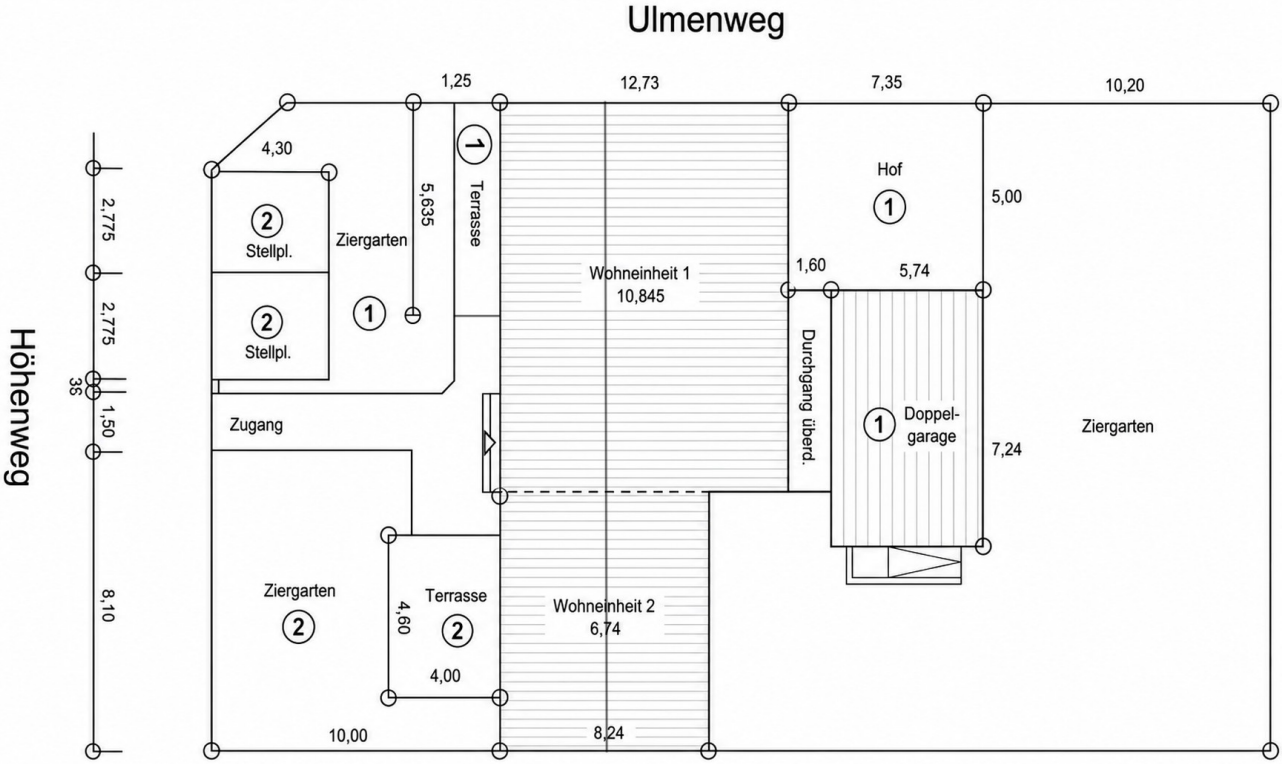 Ulmenweg
1,25
12,73
7,35
10,20
4,30
1
2
Stellpl.
Ziergarten
5,635
Terrasse
Hof
1
5,00
2,775
1,60
5,74
Wohneinheit 1
10,845
2
Stellpl.
1
2,775
Höhenweg
38
1,50
Zugang
Durchgang überd.
1
Doppel-
garage
7,24
Ziergarten
8,10
Ziergarten
2
4,60
Terrasse
2
4,00
Wohneinheit 2
6,74
10,00
8,24